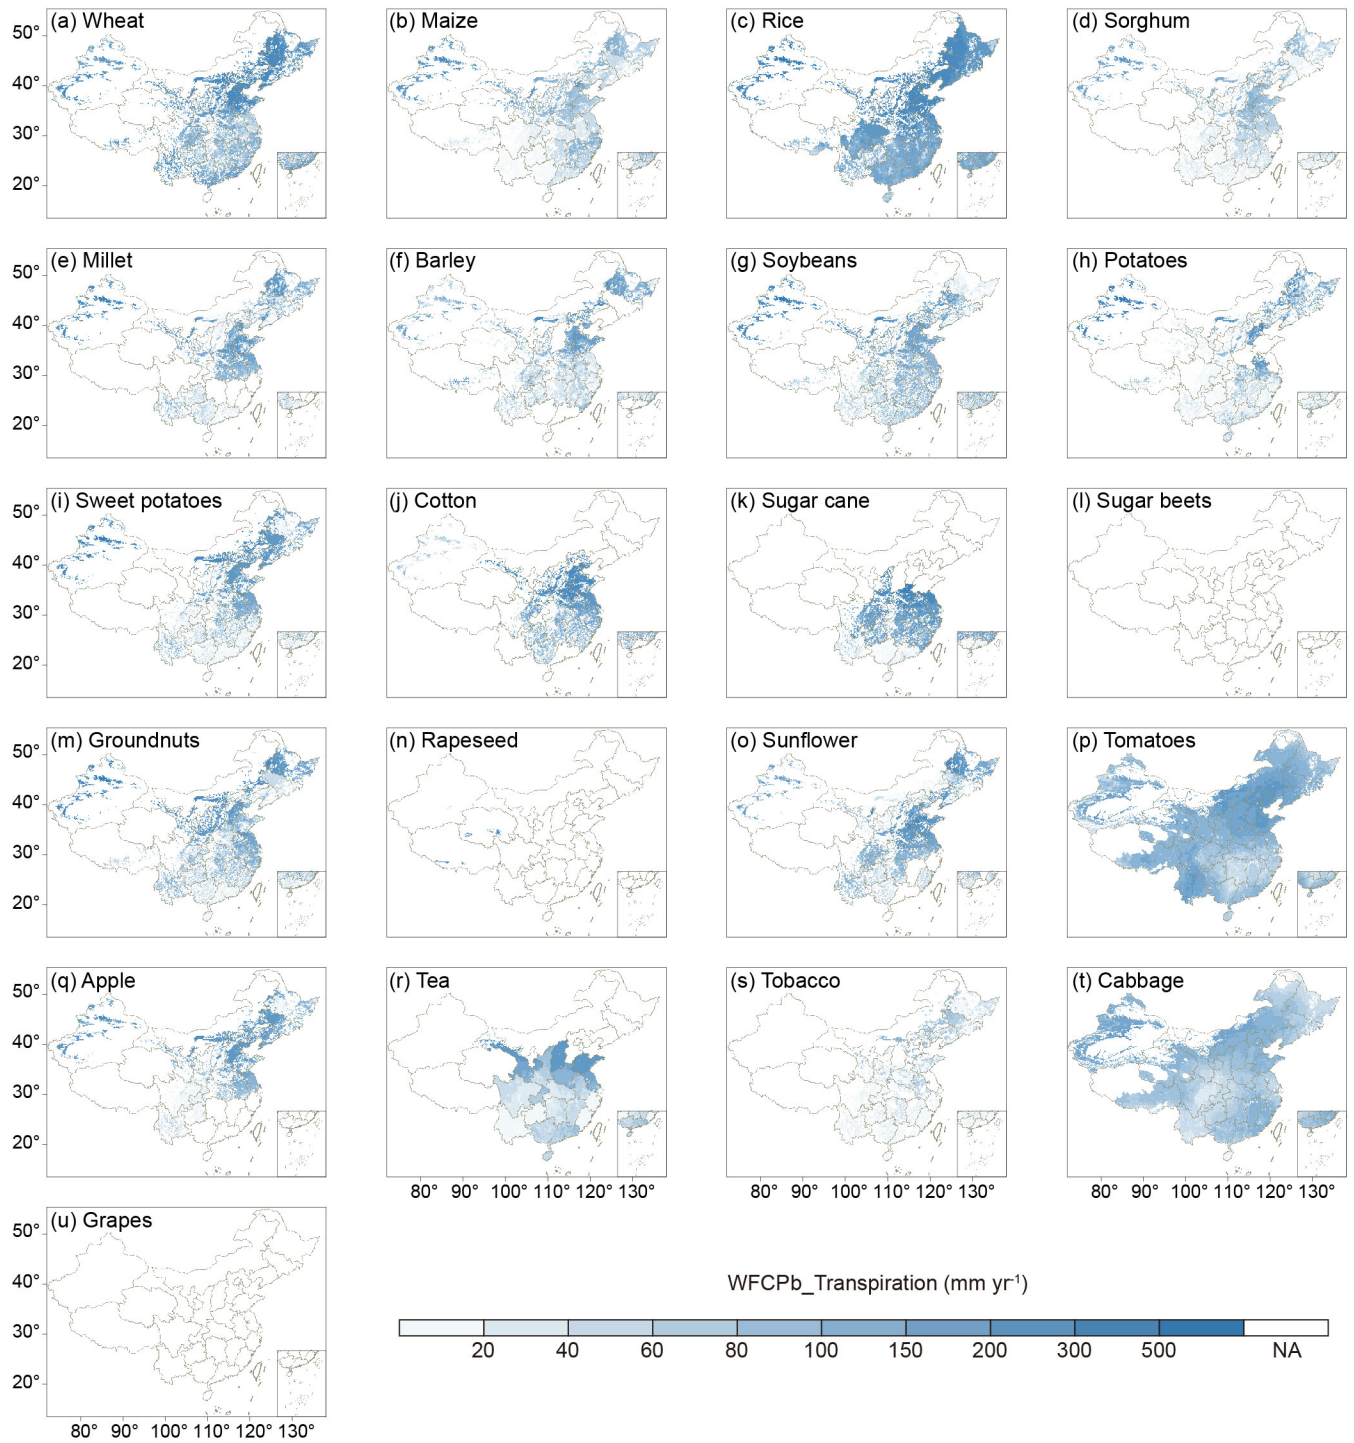 (a) Wheat
(b) Maize
(c) Rice
(d) Sorghum
50°
40°
30°
20°
(e) Millet
(f) Barley
(g) Soybeans
(h) Potatoes
50°
40°
30°
20°
(i) Sweet potatoes
(j) Cotton
(k) Sugar cane
(l) Sugar beets
50°
40°
30°
20°
(m) Groundnuts
(n) Rapeseed
(o) Sunflower
(p) Tomatoes
50°
40°
30°
20°
(q) Apple
(r) Tea
(s) Tobacco
(t) Cabbage
50°
40°
30°
20°
80° 90° 100° 110° 120° 130°
80° 90° 100° 110° 120° 130°
80° 90° 100° 110° 120° 130°
(u) Grapes
50°
40°
30°
20°
80° 90° 100° 110° 120° 130°
WFCPb_Transpiration (mm yr⁻¹)
20 40 60 80 100 150 200 300 500 NA